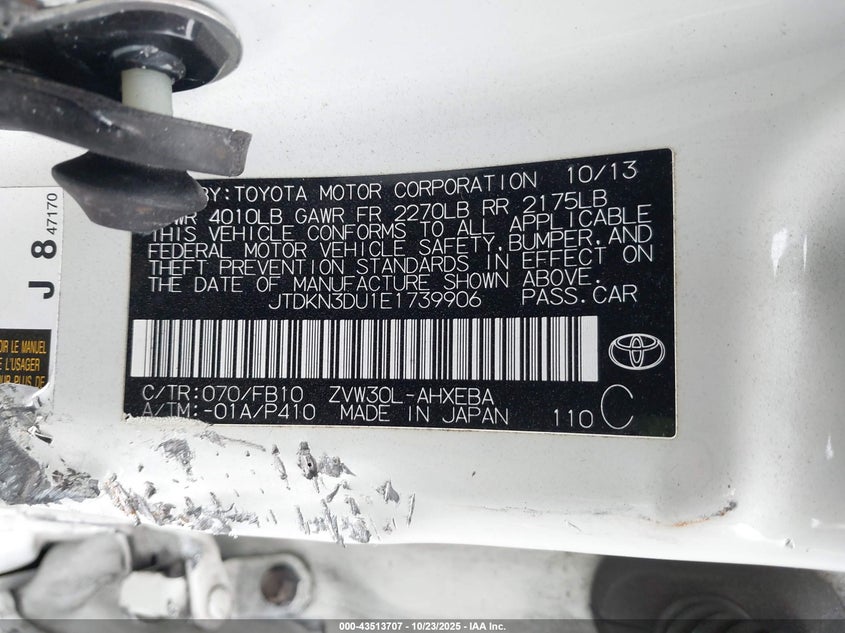 BY: TOYOTA MOTOR CORPORATION 10/13
4010LB GAWR FR 2270LB RR 2175LB
THIS VEHICLE CONFORMS TO ALL APPLICABLE
FEDERAL MOTOR VEHICLE SAFETY, BUMPER, AND
THEFT PREVENTION STANDARDS IN EFFECT ON
THE DATE OF MANUFACTURE SHOWN ABOVE.
JTDKN3DU1E1739906 PASS.CAR
C/TR:070/FB10 ZVW30L-AHXEBA
A/TM:-01A/P410 MADE IN JAPAN 110 C
J 8 47170
LE MANUEL
L'USAGER
PLUS DE
000-43513707 - 10/23/2025 - IAA Inc.